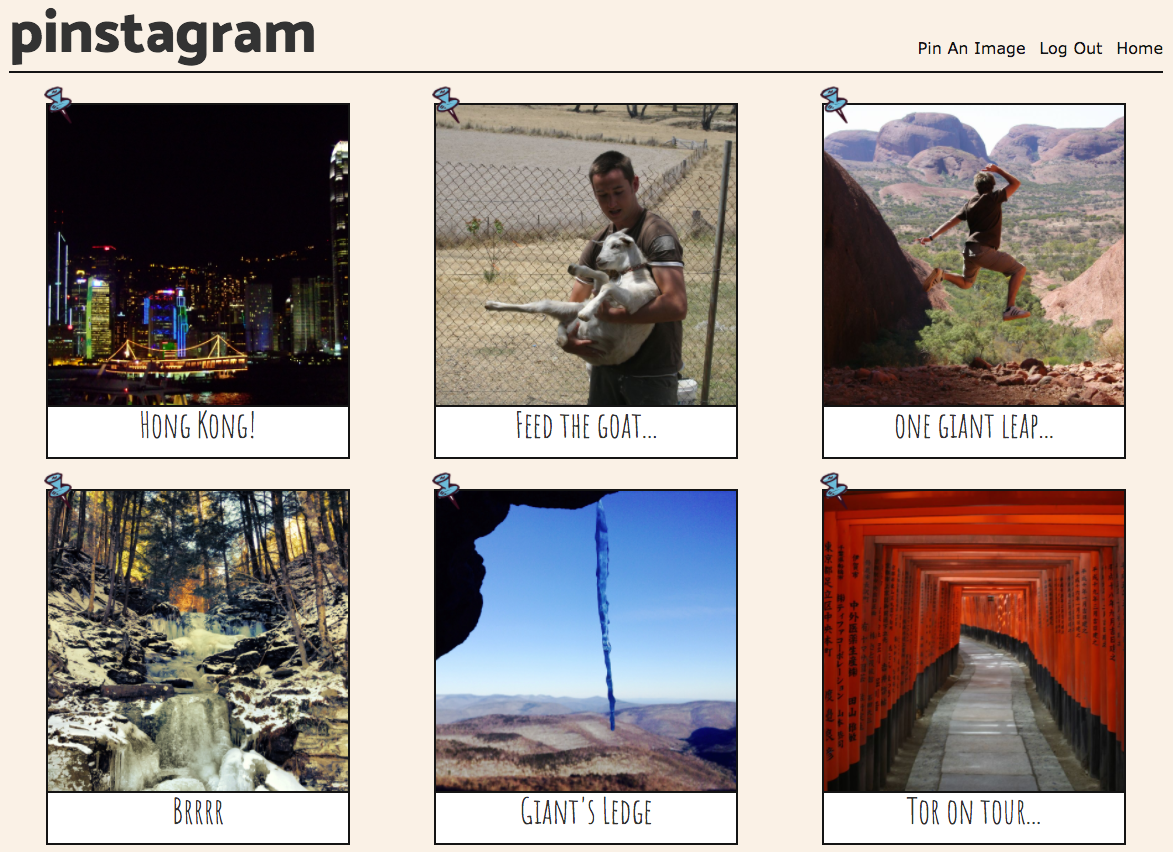 pinstagram
Pin An Image Log Out Home
Hong Kong!
Feed the goat...
one giant leap...
Brrrr
Giant's Ledge
Tor on tour...